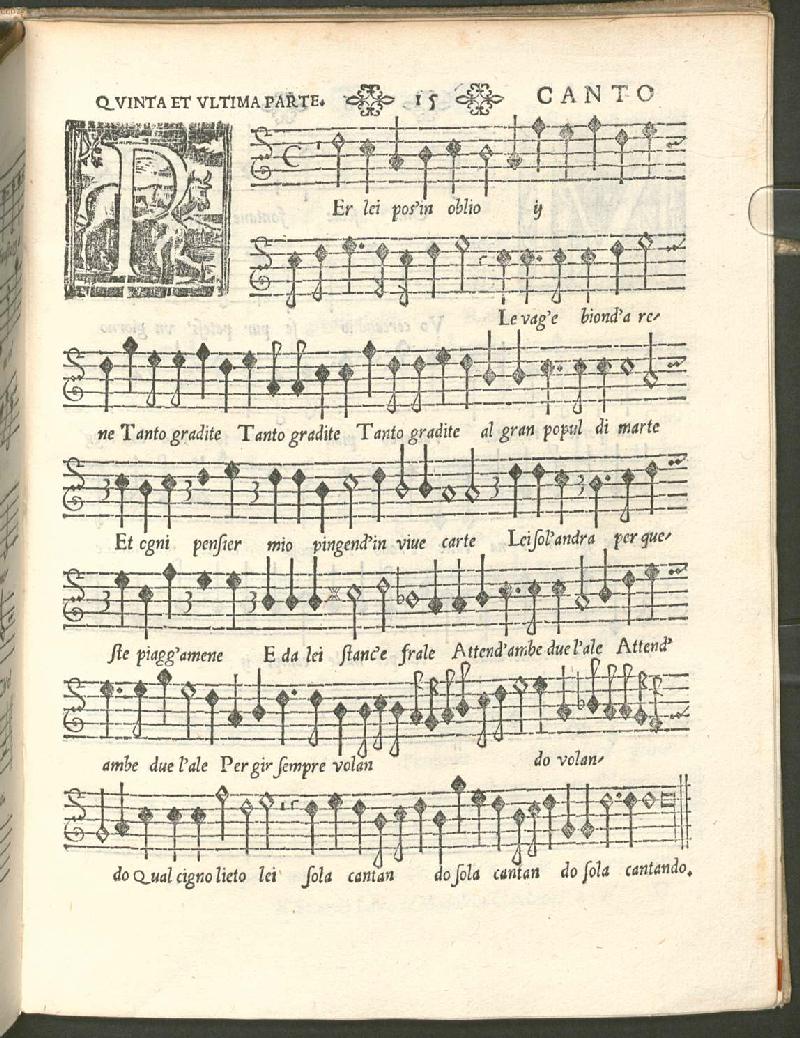 QVINTA ET VLTIMA PARTE. 15 CANTO
PEr lei pos'in oblio ij
Le vag'e biond'a re-
ne Tanto gradite Tanto gradite Tanto gradite al gran popul di marte
Et ogni pensier mio pingend'in viue carte Lei sol'andra per que-
ste piagg'amene E da lei stanc'e frale Attend'ambe due l'ale Attend'
ambe due l'ale Per gir sempre volan do volan-
do Qual cigno lieto lei sola cantan do sola cantan do sola cantando.